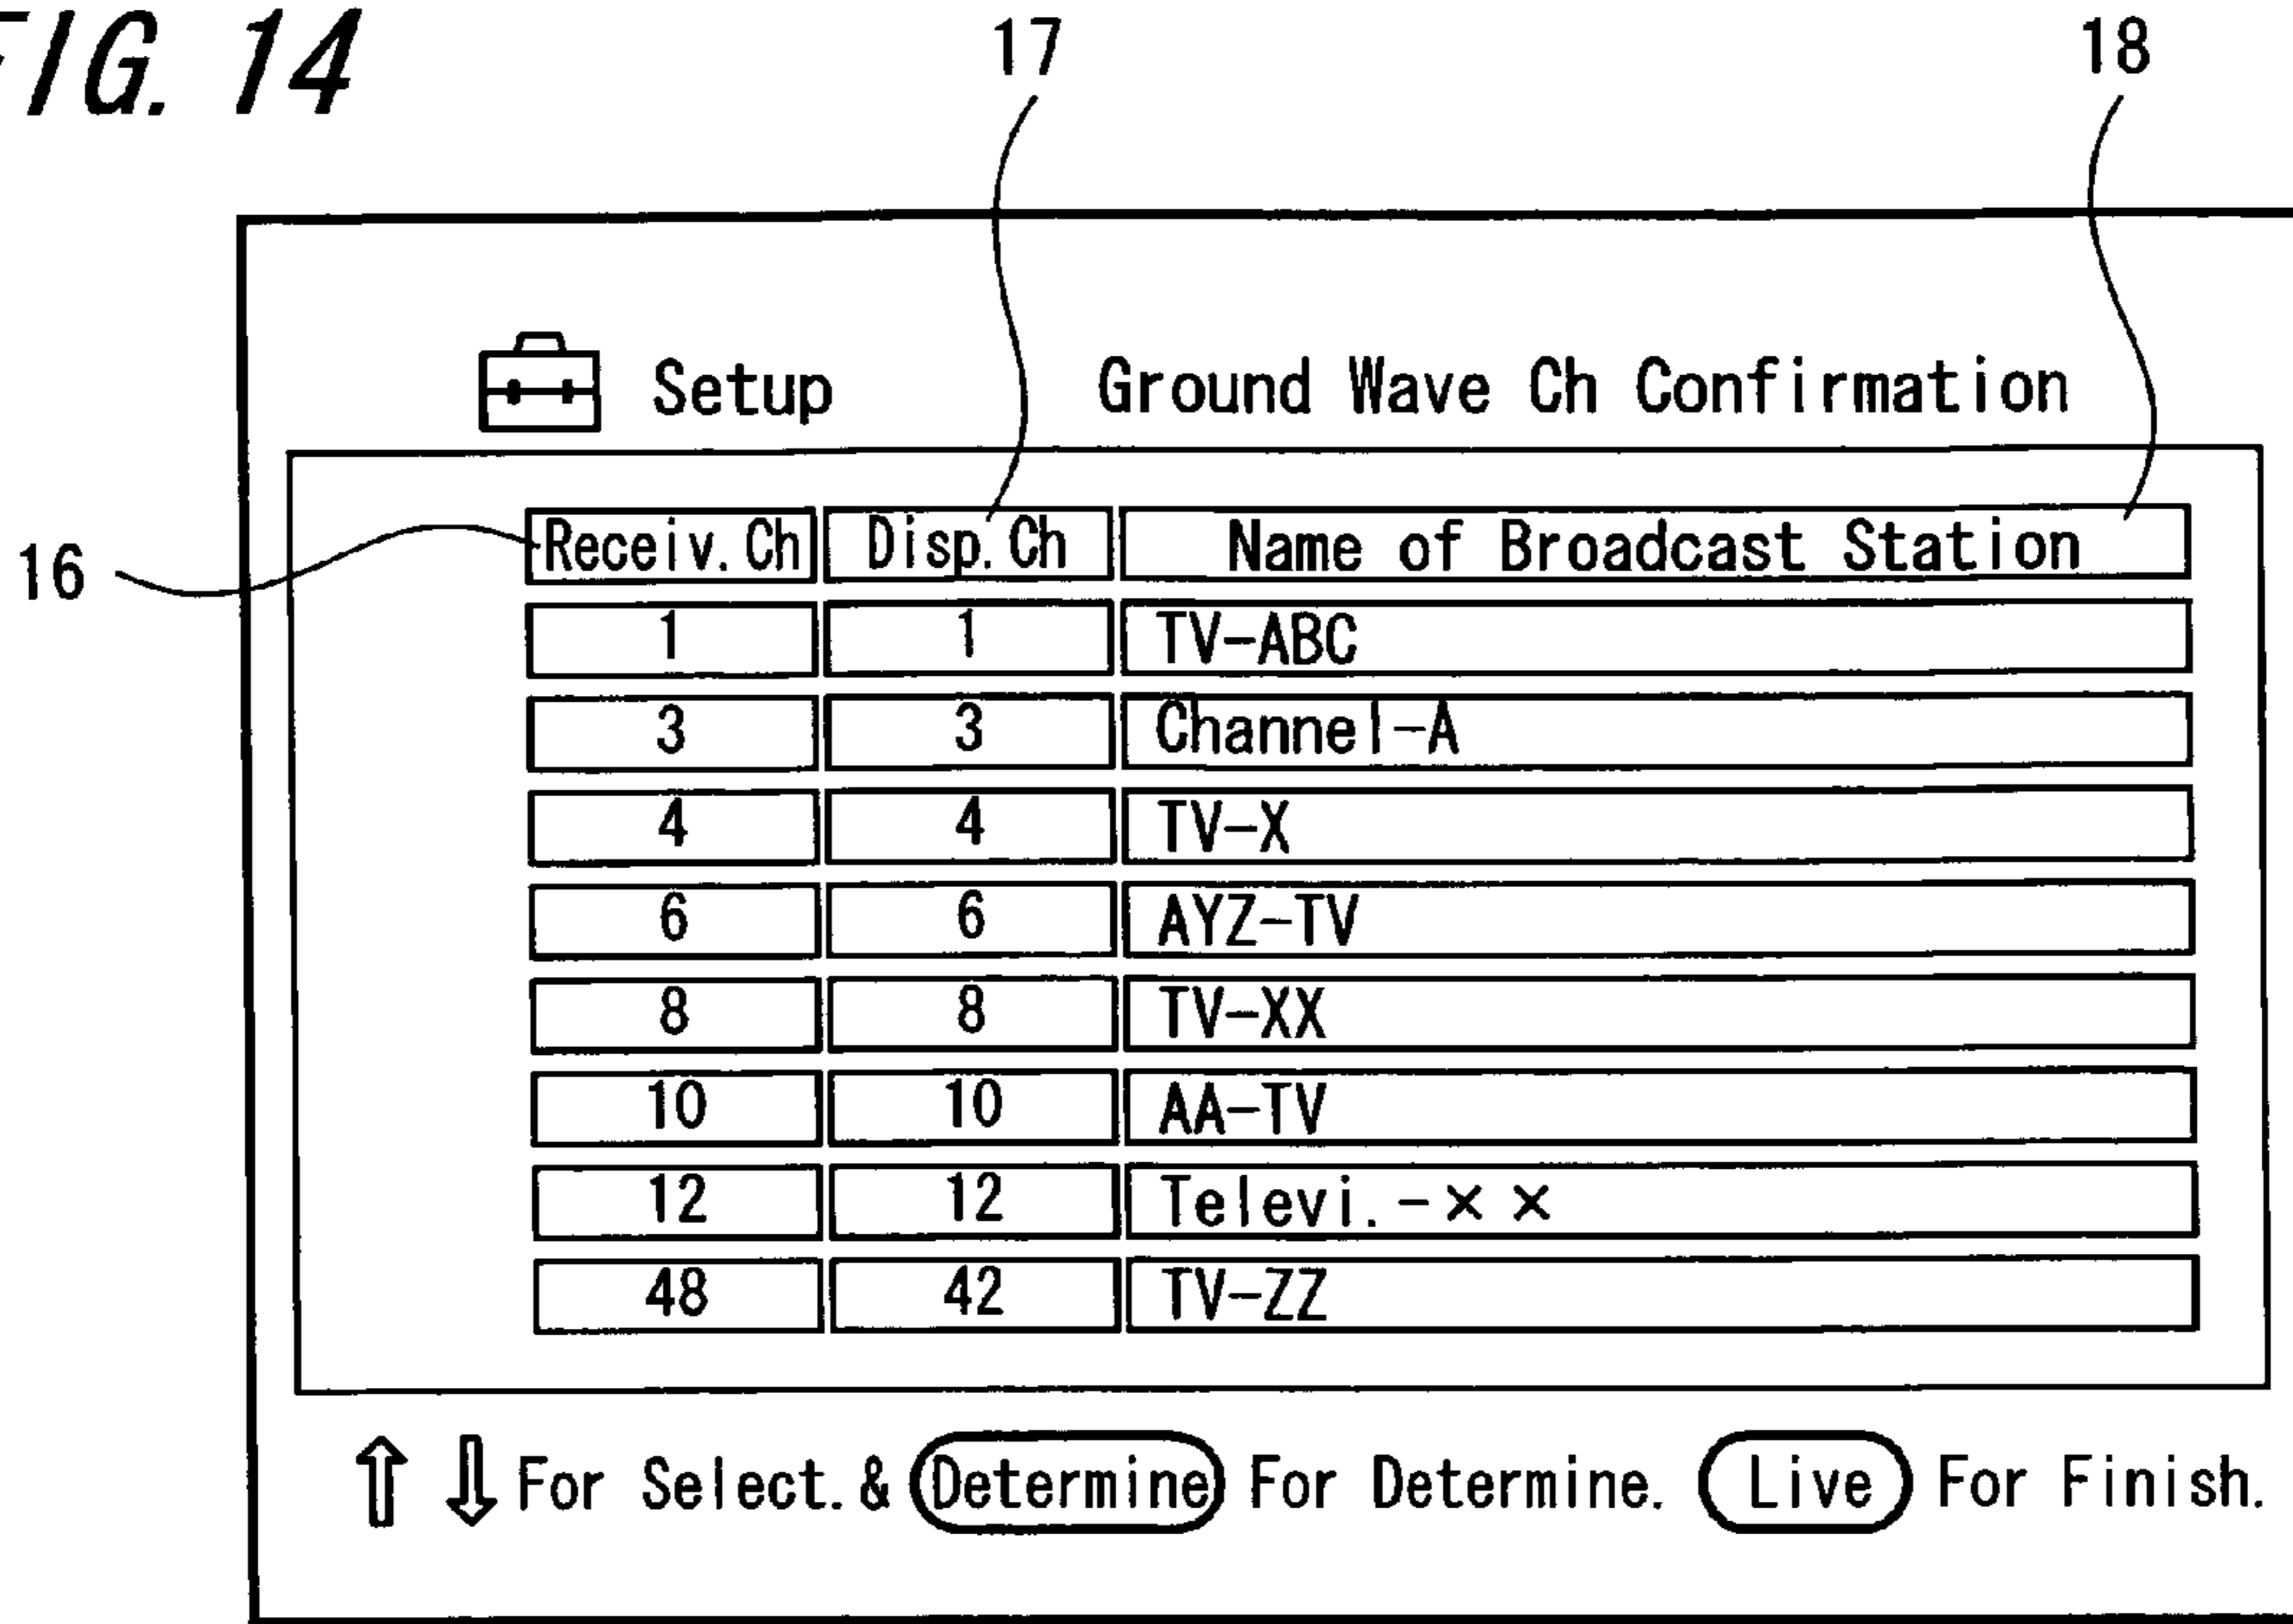 FIG. 14
17
18
Setup Ground Wave Ch Confirmation
16
Receiv. Ch Disp. Ch Name of Broadcast Station
1 1 TV-ABC
3 3 Channel-A
4 4 TV-X
6 6 AYZ-TV
8 8 TV-XX
10 10 AA-TV
12 12 Televi.-××
48 42 TV-ZZ
⇧ ⇩ For Select. & Determine For Determine. Live For Finish.